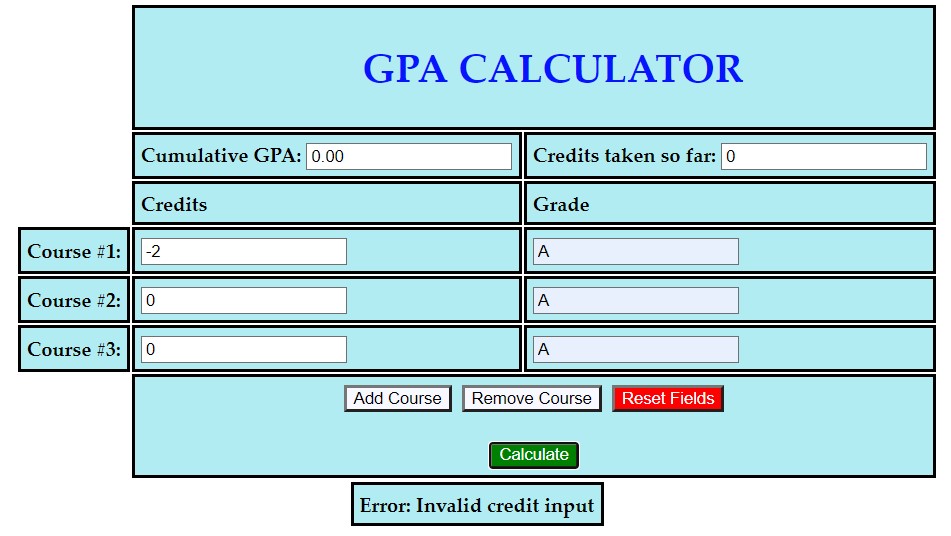 GPA CALCULATOR
Cumulative GPA: 0.00 Credits taken so far: 0
Credits Grade
Course #1: -2 A
Course #2: 0 A
Course #3: 0 A
Add Course Remove Course Reset Fields
Calculate
Error: Invalid credit input